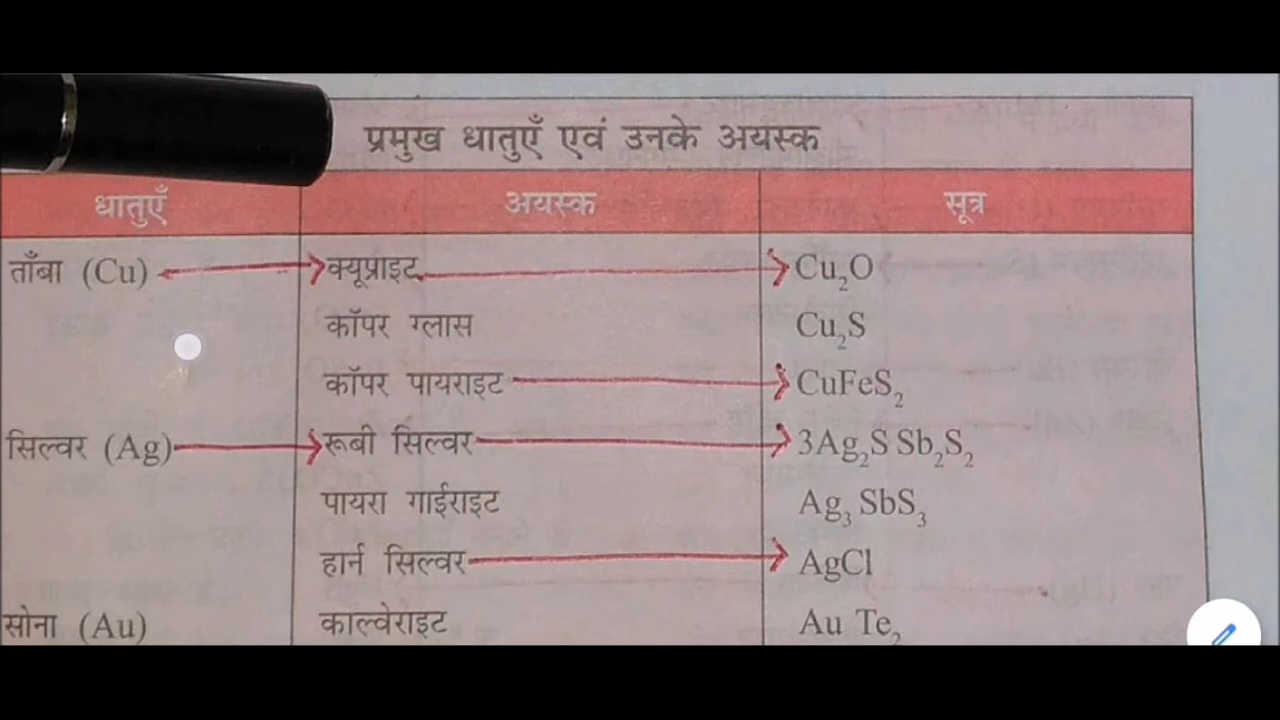 प्रमुख धातुएँ एवं उनके अयस्क
धातुएँ अयस्क सूत्र
ताँबा (Cu) क्यूप्राइट Cu₂O
कॉपर ग्लास Cu₂S
कॉपर पायराइट CuFeS₂
सिल्वर (Ag) रूबी सिल्वर 3Ag₂S Sb₂S₂
पायरा गाईराइट Ag₃ SbS₃
हार्न सिल्वर AgCl
सोना (Au) काल्वेराइट Au Te₂